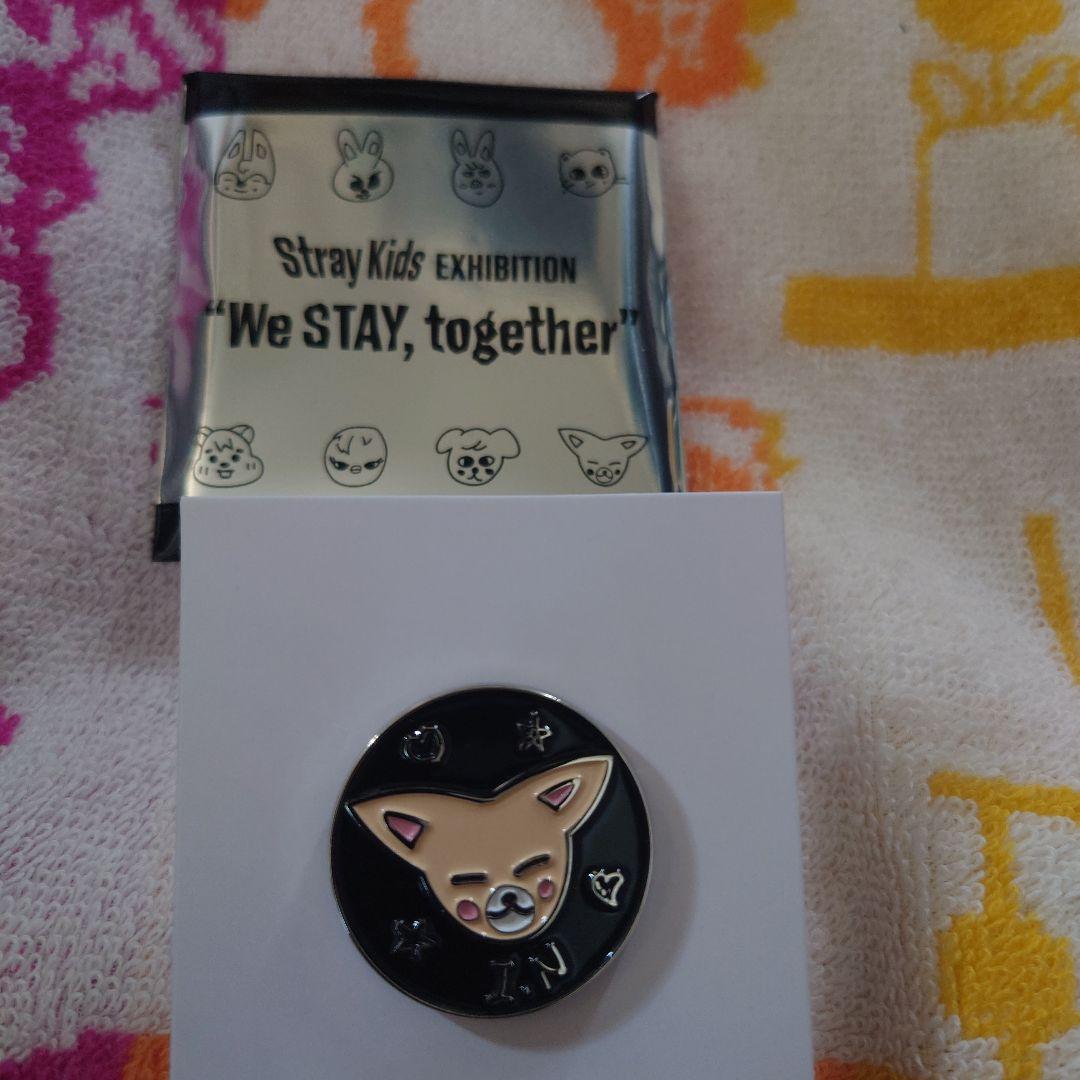 Stray Kids EXHIBITION
“We STAY, together”
I.N